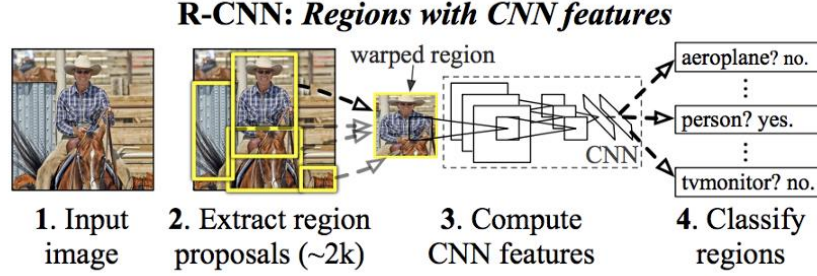 R-CNN: Regions with CNN features
warped region
aeroplane? no.
⋮
person? yes.
⋮
tvmonitor? no.
CNN
1. Input
image
2. Extract region
proposals (~2k)
3. Compute
CNN features
4. Classify
regions